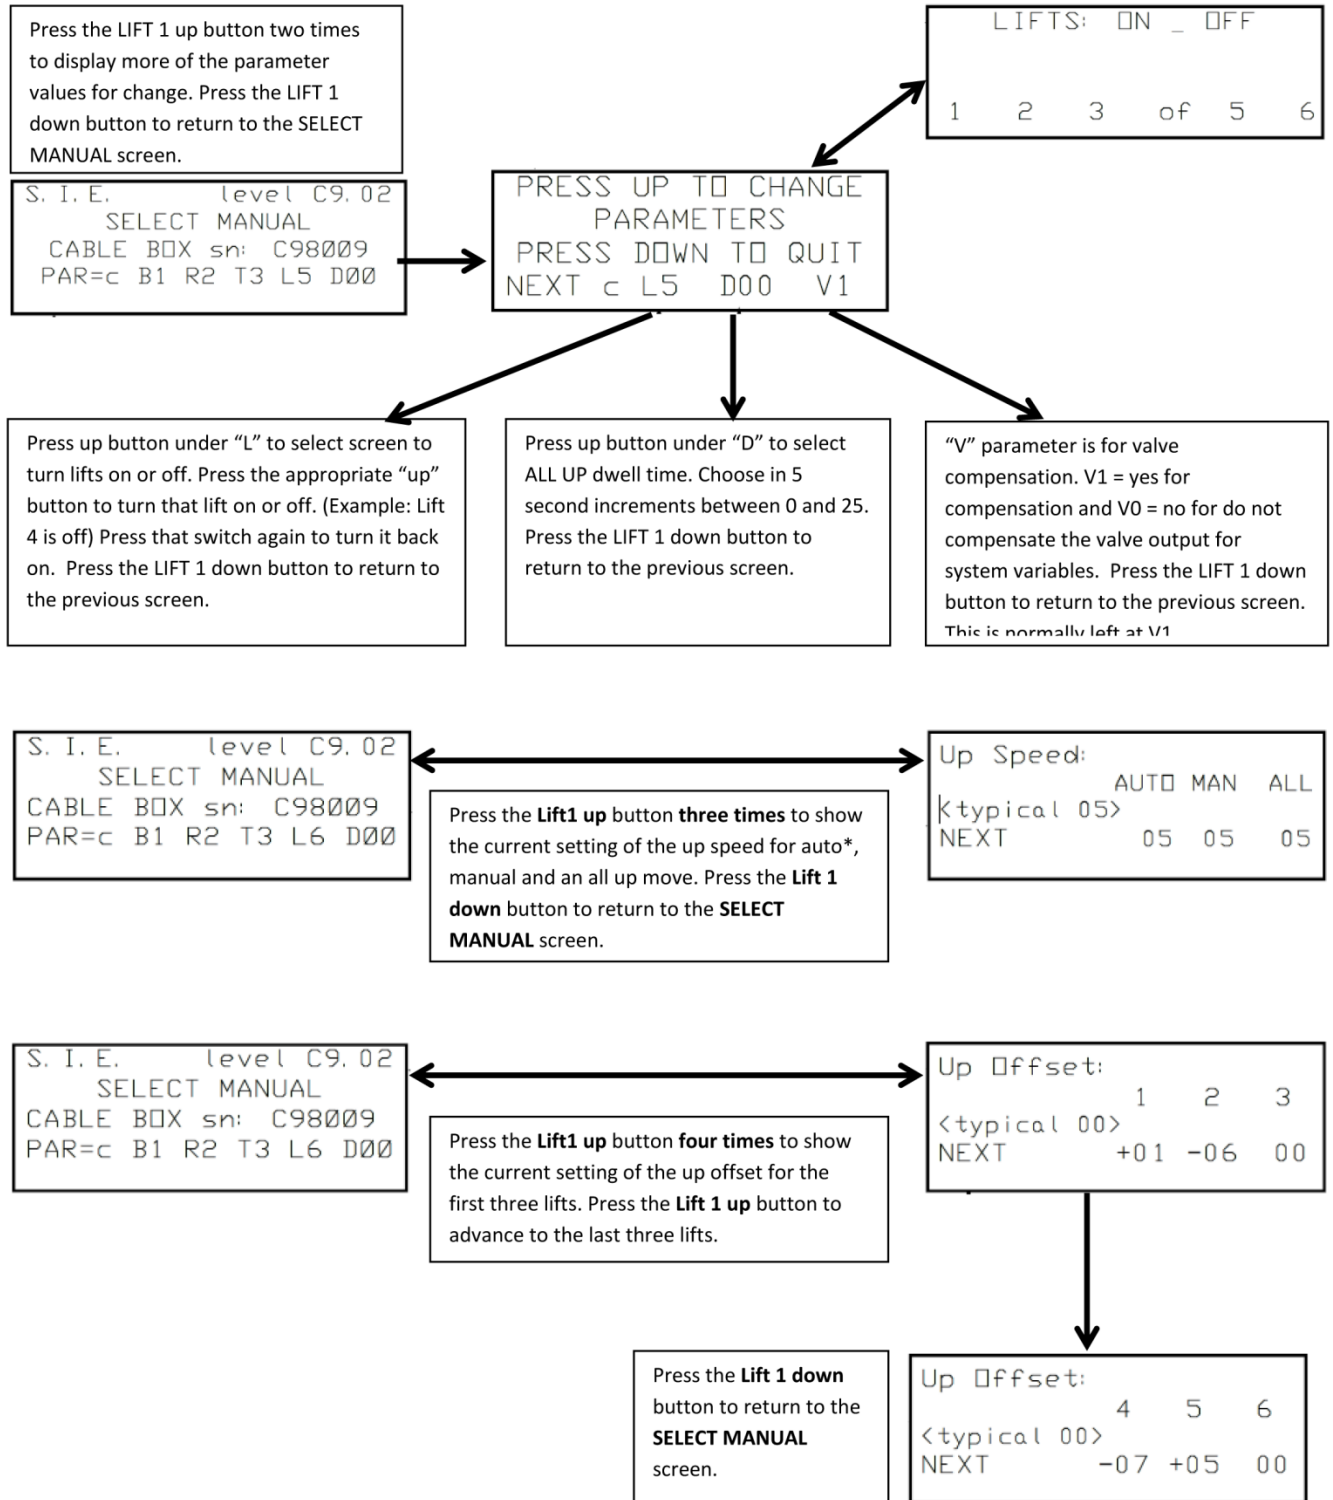 Press the LIFT 1 up button two times
to display more of the parameter
values for change. Press the LIFT 1
down button to return to the SELECT
MANUAL screen.
LIFTS: ON _ OFF
1 2 3 of 5 6
S. I. E. level C9.02
SELECT MANUAL
CABLE BOX sn: C98009
PAR=c B1 R2 T3 L5 D00
PRESS UP TO CHANGE
PARAMETERS
PRESS DOWN TO QUIT
NEXT c L5 D00 V1
Press up button under “L” to select screen to
turn lifts on or off. Press the appropriate “up”
button to turn that lift on or off. (Example: Lift
4 is off) Press that switch again to turn it back
on. Press the LIFT 1 down button to return to
the previous screen.
Press up button under “D” to select
ALL UP dwell time. Choose in 5
second increments between 0 and 25.
Press the LIFT 1 down button to
return to the previous screen.
“V” parameter is for valve
compensation. V1 = yes for
compensation and V0 = no for do not
compensate the valve output for
system variables. Press the LIFT 1 down
button to return to the previous screen.
This is normally left at V1
S. I. E. level C9.02
SELECT MANUAL
CABLE BOX sn: C98009
PAR=c B1 R2 T3 L6 D00
Press the Lift1 up button three times to show
the current setting of the up speed for auto*,
manual and an all up move. Press the Lift 1
down button to return to the SELECT
MANUAL screen.
Up Speed:
AUTO MAN ALL
<typical 05>
NEXT 05 05 05
S. I. E. level C9.02
SELECT MANUAL
CABLE BOX sn: C98009
PAR=c B1 R2 T3 L6 D00
Press the Lift1 up button four times to show
the current setting of the up offset for the
first three lifts. Press the Lift 1 up button to
advance to the last three lifts.
Up Offset:
1 2 3
<typical 00>
NEXT +01 -06 00
Press the Lift 1 down
button to return to the
SELECT MANUAL
screen.
Up Offset:
4 5 6
<typical 00>
NEXT -07 +05 00